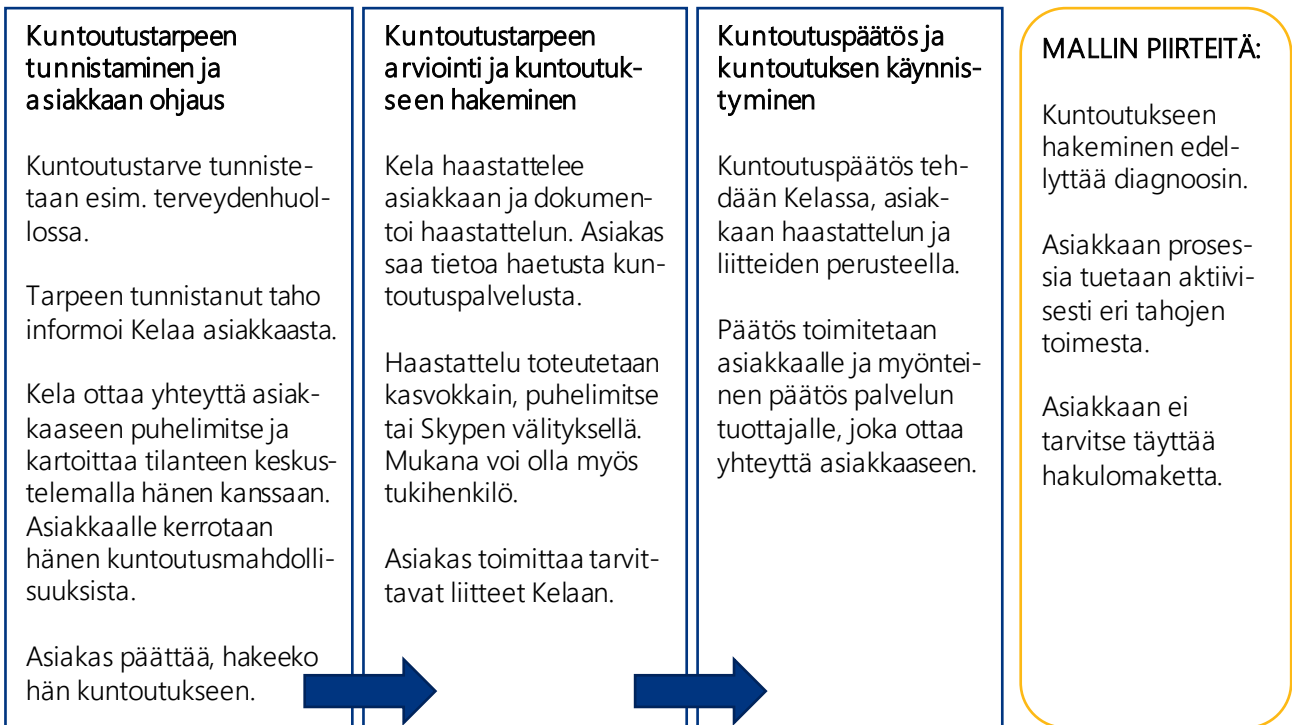 Kuntoutustarpeen
tunnistaminen ja
asiakkaan ohjaus
Kuntoutustarve tunniste-
taan esim. terveydenhuol-
lossa.
Tarpeen tunnistanut taho
informoi Kelaa asiakkaasta.
Kela ottaa yhteyttä asiak-
kaaseen puhelimitse ja
kartoittaa tilanteen keskus-
telemalla hänen kanssaan.
Asiakkaalle kerrotaan
hänen kuntoutusmahdolli-
suuksista.
Asiakas päättää, hakeeko
hän kuntoutukseen.
Kuntoutustarpeen
arviointi ja kuntoutuk-
seen hakeminen
Kela haastattelee
asiakkaan ja dokumen-
toi haastattelun. Asiakas
saa tietoa haetusta kun-
toutuspalvelusta.
Haastattelu toteutetaan
kasvokkain, puhelimitse
tai Skypen välityksellä.
Mukana voi olla myös
tukihenkilö.
Asiakas toimittaa tarvit-
tavat liitteet Kelaan.
Kuntoutuspäätös ja
kuntoutuksen käynnis-
tyminen
Kuntoutuspäätös teh-
dään Kelassa, asiak-
kaan haastattelun ja
liitteiden perusteella.
Päätös toimitetaan
asiakkaalle ja myöntei-
nen päätös palvelun
tuottajalle, joka ottaa
yhteyttä asiakkaaseen.
MALLIN PIIRTEITÄ:
Kuntoutukseen
hakeminen edel-
lyttää diagnoosin.
Asiakkaan proses-
sia tuetaan aktiivi-
sesti eri tahojen
toimesta.
Asiakkaan ei
tarvitse täyttää
hakulomaketta.